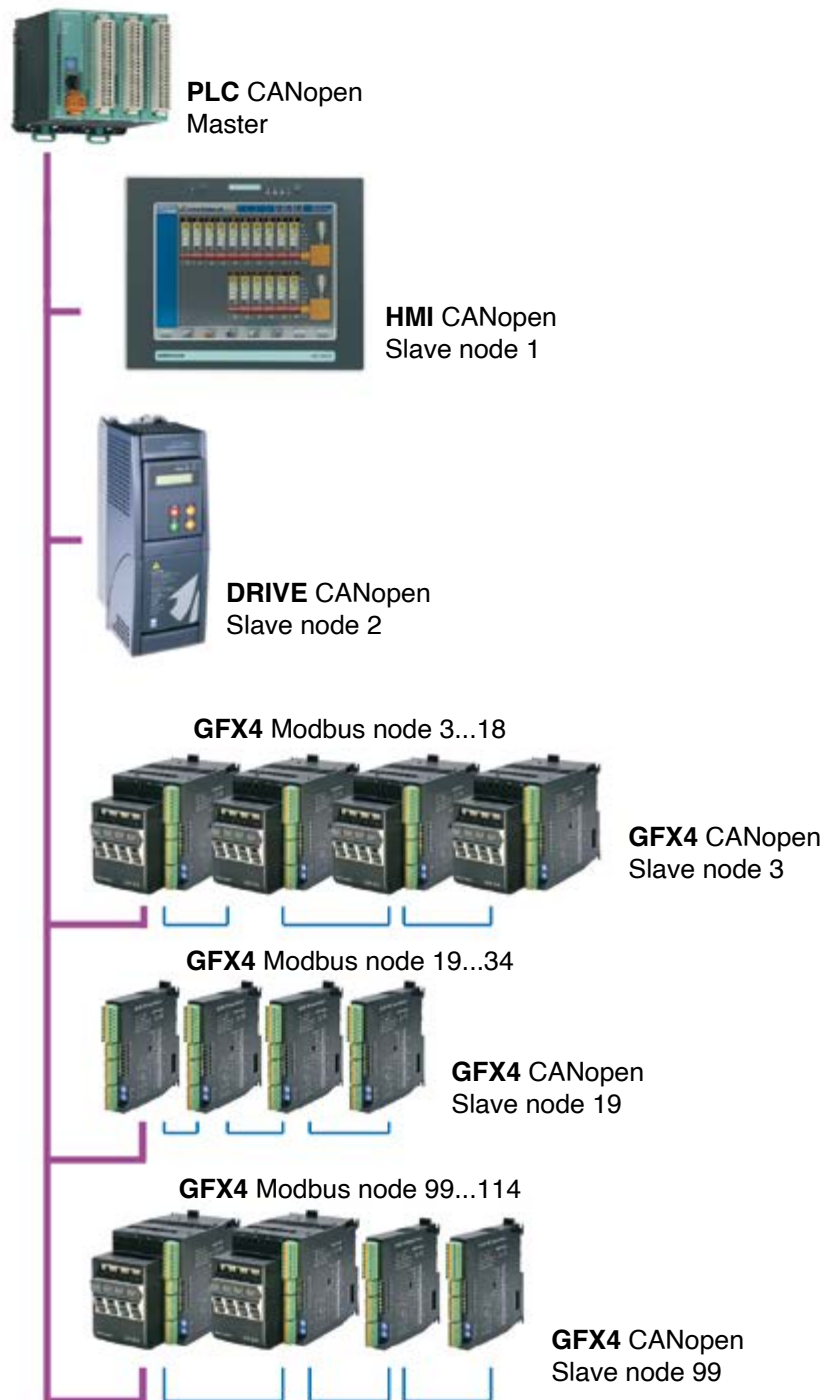 PLC CANopen
Master
HMI CANopen
Slave node 1
DRIVE CANopen
Slave node 2
GFX4 Modbus node 3...18
GFX4 CANopen
Slave node 3
GFX4 Modbus node 19...34
GFX4 CANopen
Slave node 19
GFX4 Modbus node 99...114
GFX4 CANopen
Slave node 99